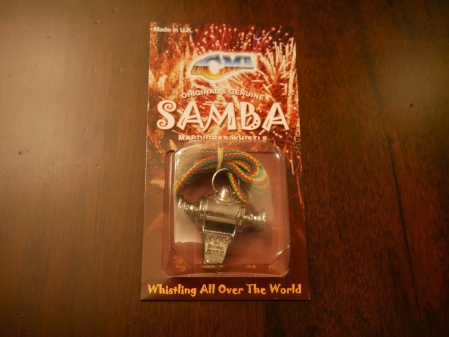 Made in U.K.
ACME
ORIGINAL & GENUINE
SAMBA
MARDIGRAS WHISTLE
Whistling All Over The World